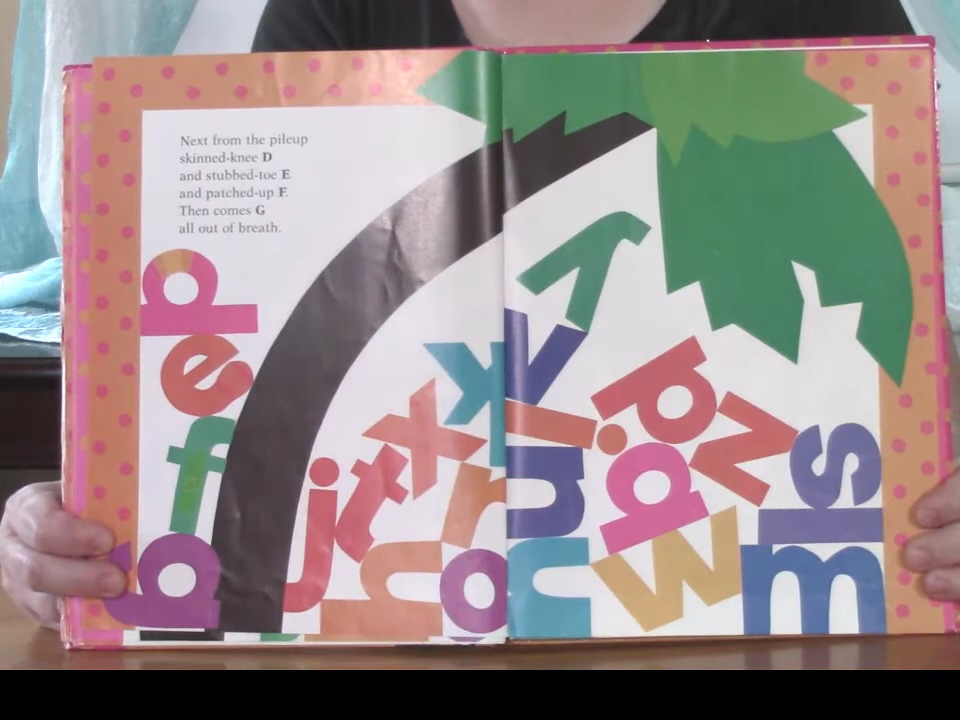 Next from the pileup
skinned-knee D
and stubbed-toe E
and patched-up F.
Then comes G
all out of breath.
d
e
f
g
j
t
x
h
r
o
k
v
y
l
u
n
p
i
q
z
w
s
l
m